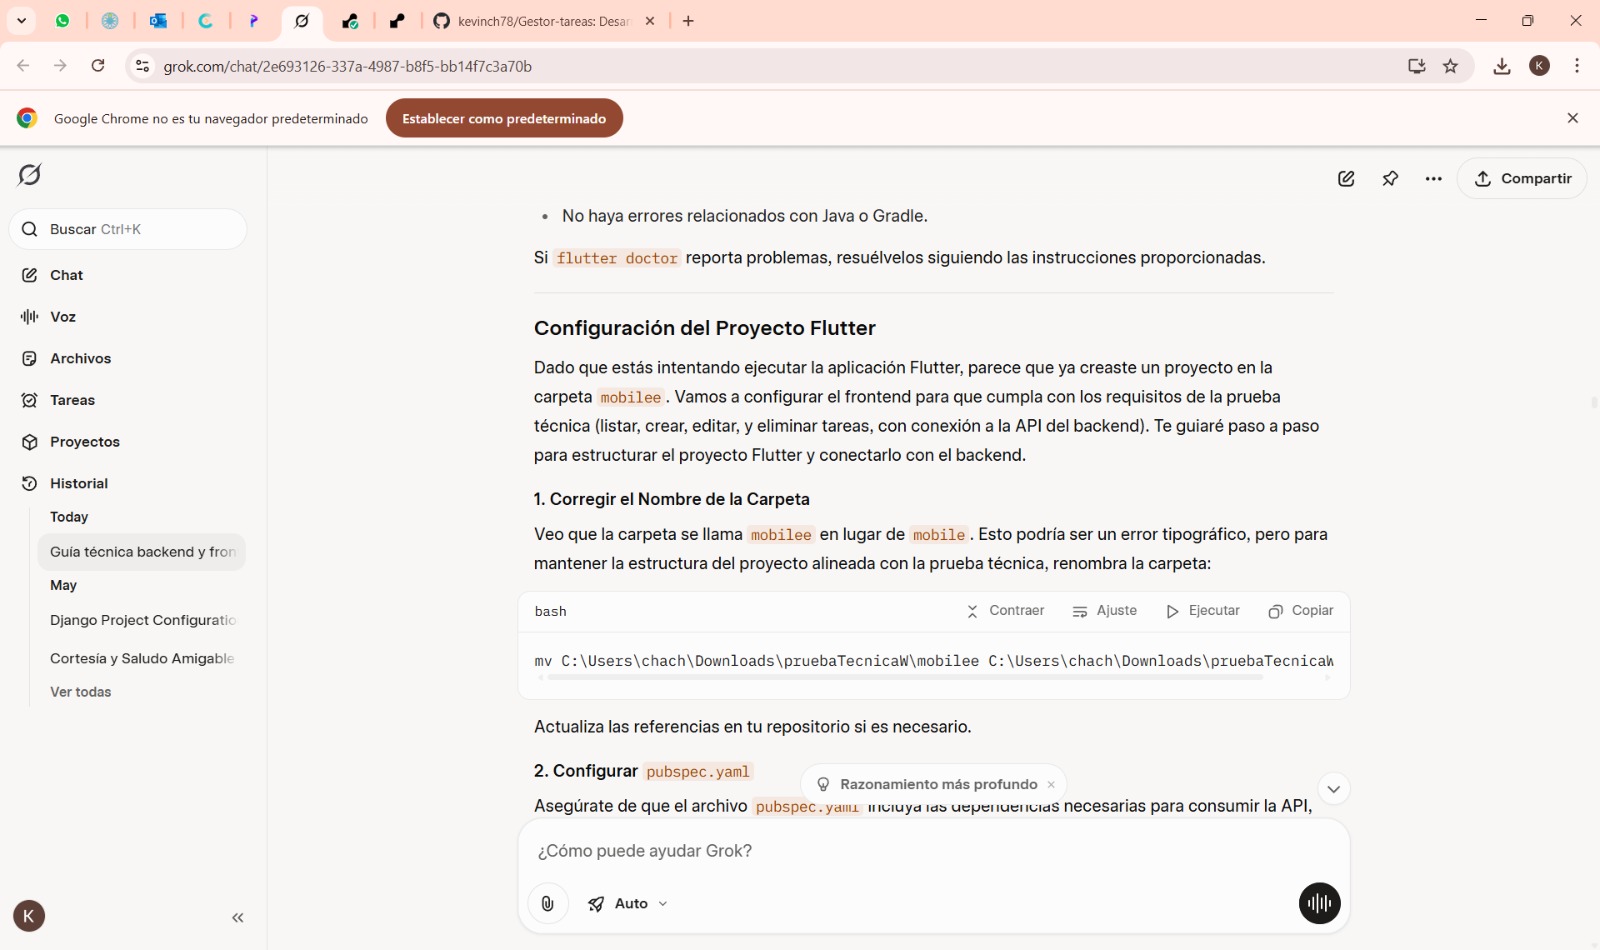 kevinch78/Gestor-tareas: Desar
grok.com/chat/2e693126-337a-4987-b8f5-bb14f7c3a70b
K
Google Chrome no es tu navegador predeterminado
Establecer como predeterminado
Compartir
Buscar Ctrl+K
Chat
Voz
Archivos
Tareas
Proyectos
Historial
Today
Guía técnica backend y fron
May
Django Project Configuratio
Cortesía y Saludo Amigable
Ver todas
K
No haya errores relacionados con Java o Gradle.
Si flutter doctor reporta problemas, resuélvelos siguiendo las instrucciones proporcionadas.
Configuración del Proyecto Flutter
Dado que estás intentando ejecutar la aplicación Flutter, parece que ya creaste un proyecto en la
carpeta mobilee. Vamos a configurar el frontend para que cumpla con los requisitos de la prueba
técnica (listar, crear, editar, y eliminar tareas, con conexión a la API del backend). Te guiaré paso a paso
para estructurar el proyecto Flutter y conectarlo con el backend.
1. Corregir el Nombre de la Carpeta
Veo que la carpeta se llama mobilee en lugar de mobile. Esto podría ser un error tipográfico, pero para
mantener la estructura del proyecto alineada con la prueba técnica, renombra la carpeta:
bash
Contraer
Ajuste
Ejecutar
Copiar
mv C:\Users\chach\Downloads\pruebaTecnicaW\mobilee C:\Users\chach\Downloads\pruebaTecnicaW
Actualiza las referencias en tu repositorio si es necesario.
2. Configurar pubspec.yaml
Razonamiento más profundo
Asegúrate de que el archivo pubspec.yaml incluya las dependencias necesarias para consumir la API,
¿Cómo puede ayudar Grok?
Auto